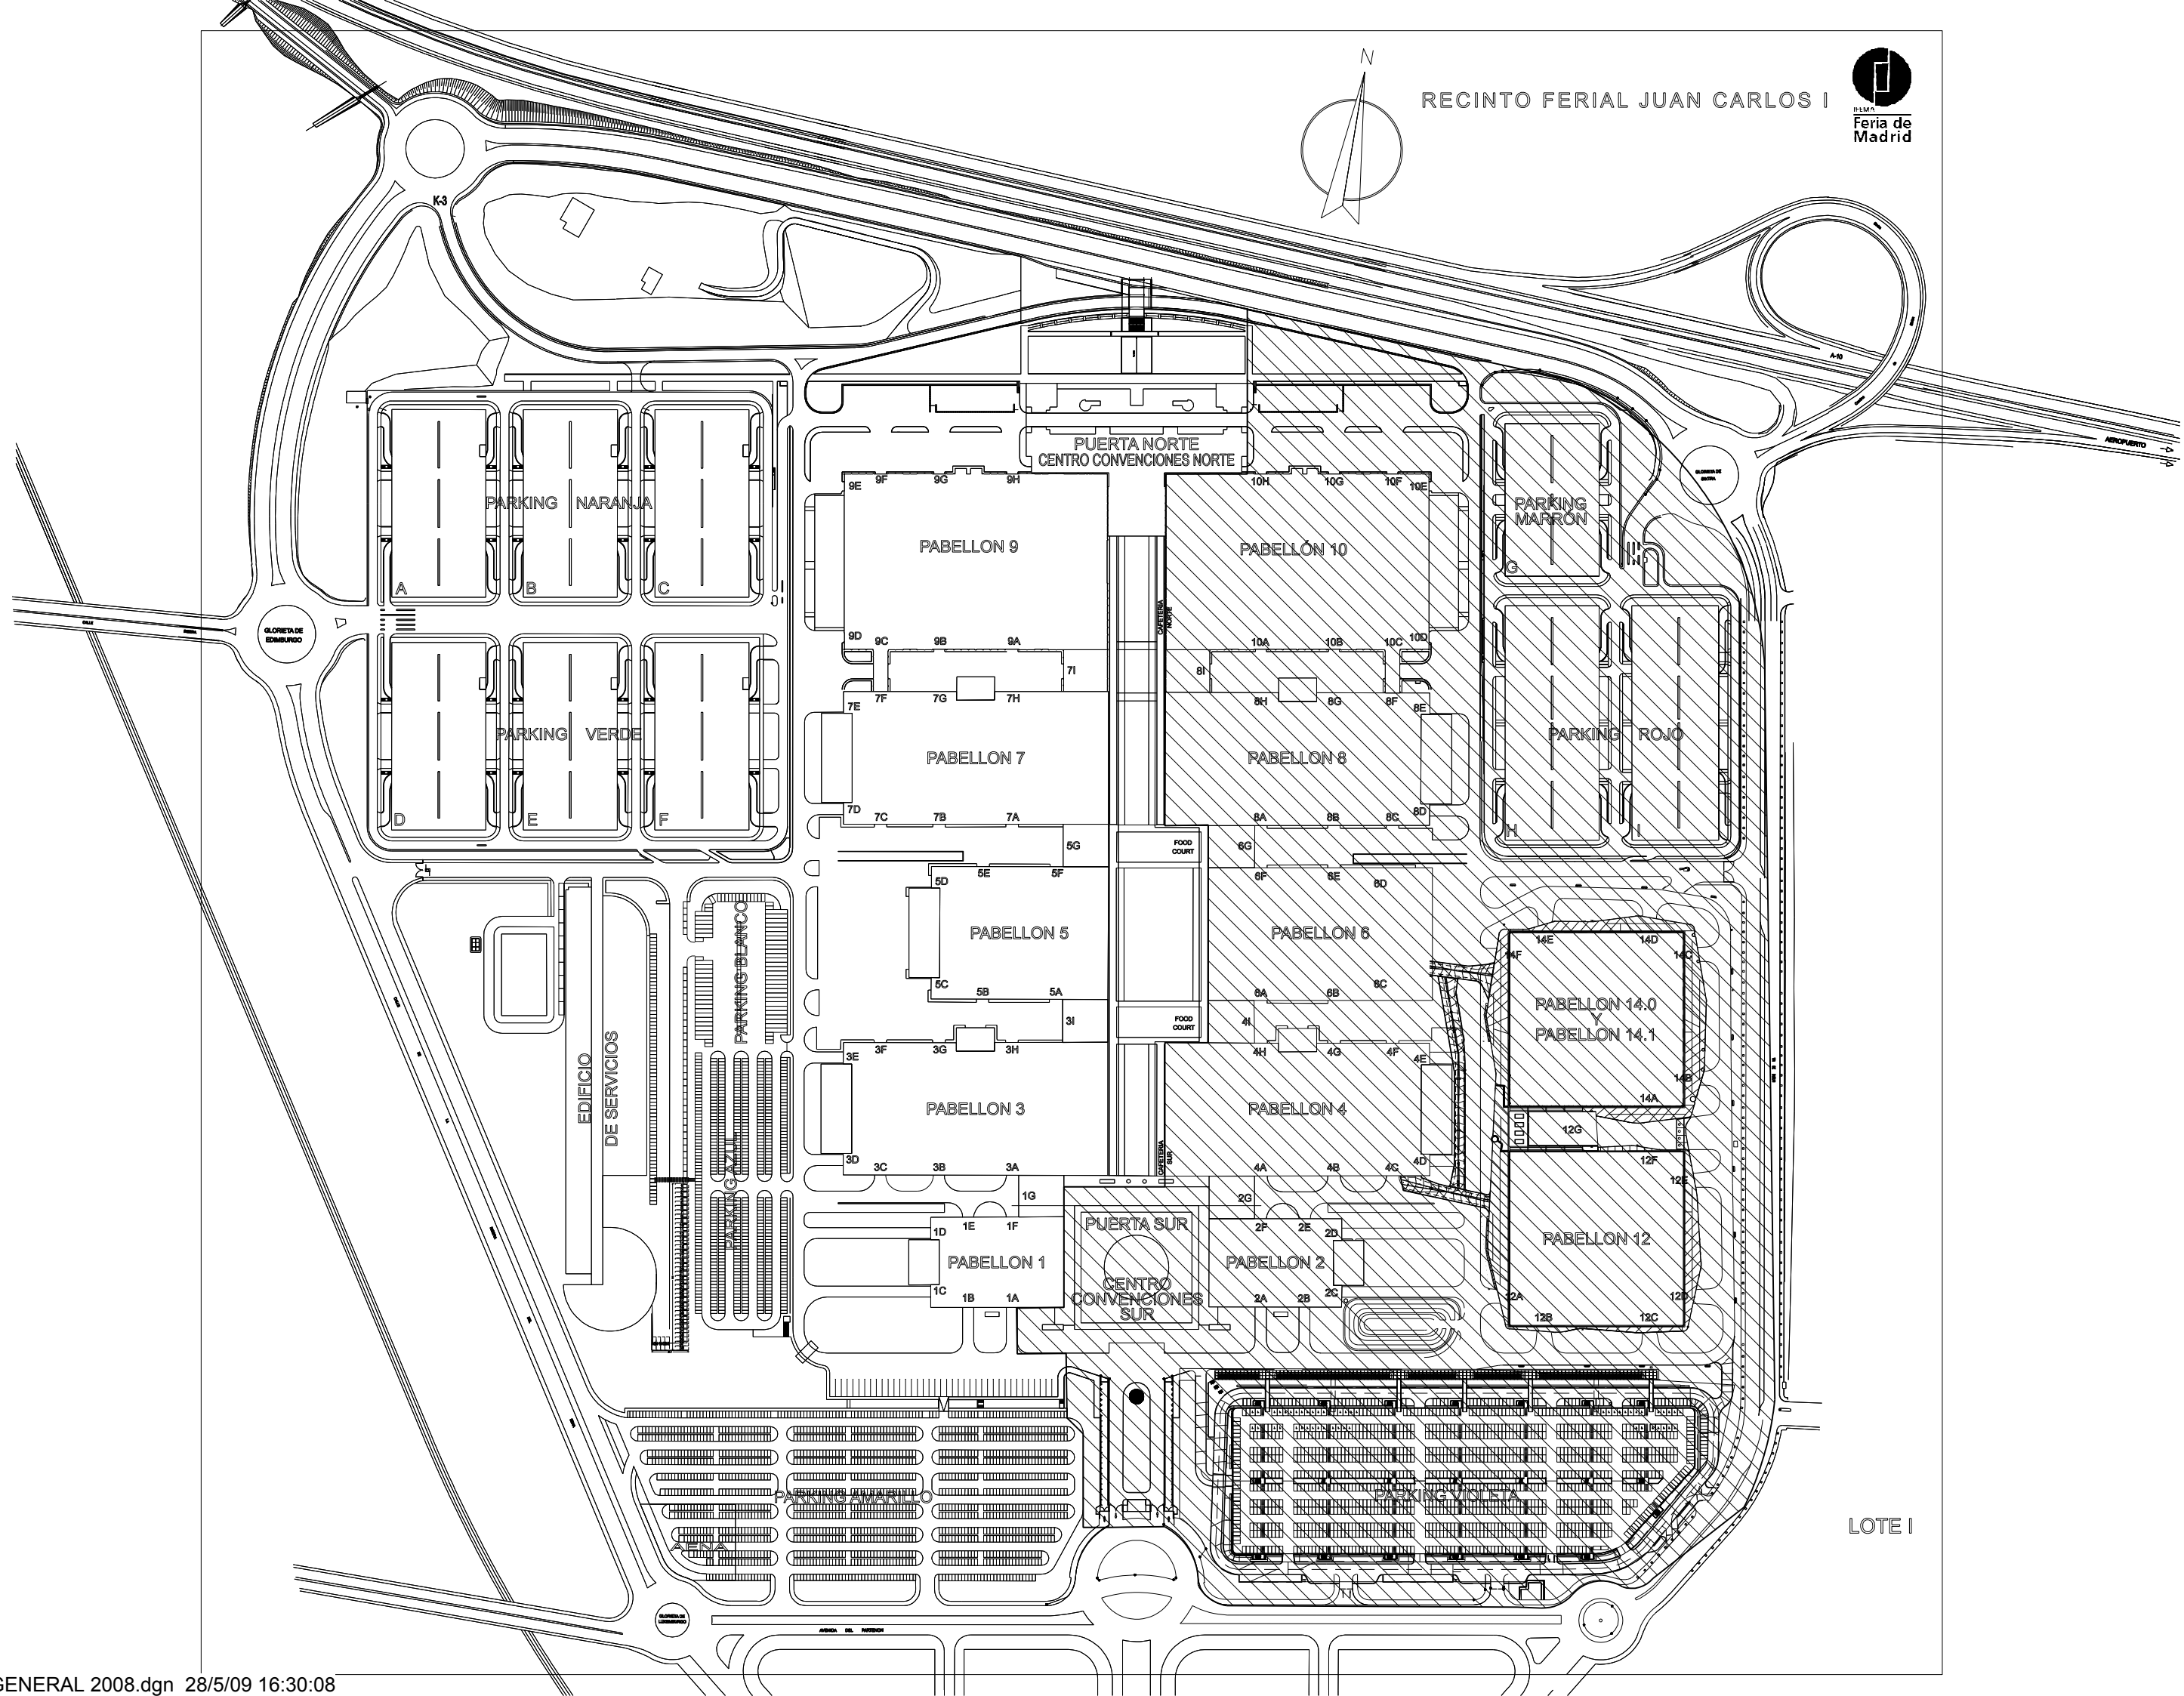 N
RECINTO FERIAL JUAN CARLOS I
IFEMA
Feria de
Madrid
K-3
A-10
AEROPUERTO
PUERTA NORTE
CENTRO CONVENCIONES NORTE
GLORIETA DE
9E
9F
9G
9H
10H
10G
10F
10E
PARKING NARANJA
PARKING
MARRÓN
PABELLON 9
PABELLÓN 10
G
A
B
C
CAFETERIA
NORTE
GLORIETA DE
EDIMBURGO
9D
9C
9B
9A
10A
10B
10C
10D
7I
8I
7E
7F
7G
7H
8H
8G
8F
8E
PARKING VERDE
PARKING ROJO
PABELLON 7
PABELLON 8
7D
7C
7B
7A
8A
8B
8C
8D
D
E
F
H
I
5G
FOOD
COURT
6G
5D
5E
5F
6F
6E
6D
PARKING BLANCO
PABELLON 5
PABELLON 6
14E
14D
14F
14C
5C
5B
5A
6A
6B
6C
PABELLON 14.0
Y
PABELLON 14.1
3I
FOOD
COURT
4I
3E
3F
3G
3H
4H
4G
4F
4E
EDIFICIO
DE SERVICIOS
14B
14A
PABELLON 3
PABELLON 4
12G
PARKING AZUL
3D
3C
3B
3A
CAFETERIA
SUR
4A
4B
4C
4D
12F
12E
1G
2G
1D
1E
1F
PUERTA SUR
2F
2E
2D
PABELLON 12
PABELLON 1
PABELLON 2
CENTRO
CONVENCIONES
SUR
1C
1B
1A
2A
2B
2C
12A
12B
12C
12D
PARKING AMARILLO
PARKING VIOLETA
AENA
LOTE I
GLORIETA DE
LUXEMBURGO
AVENIDA DEL PARTENON
GENERAL 2008.dgn 28/5/09 16:30:08